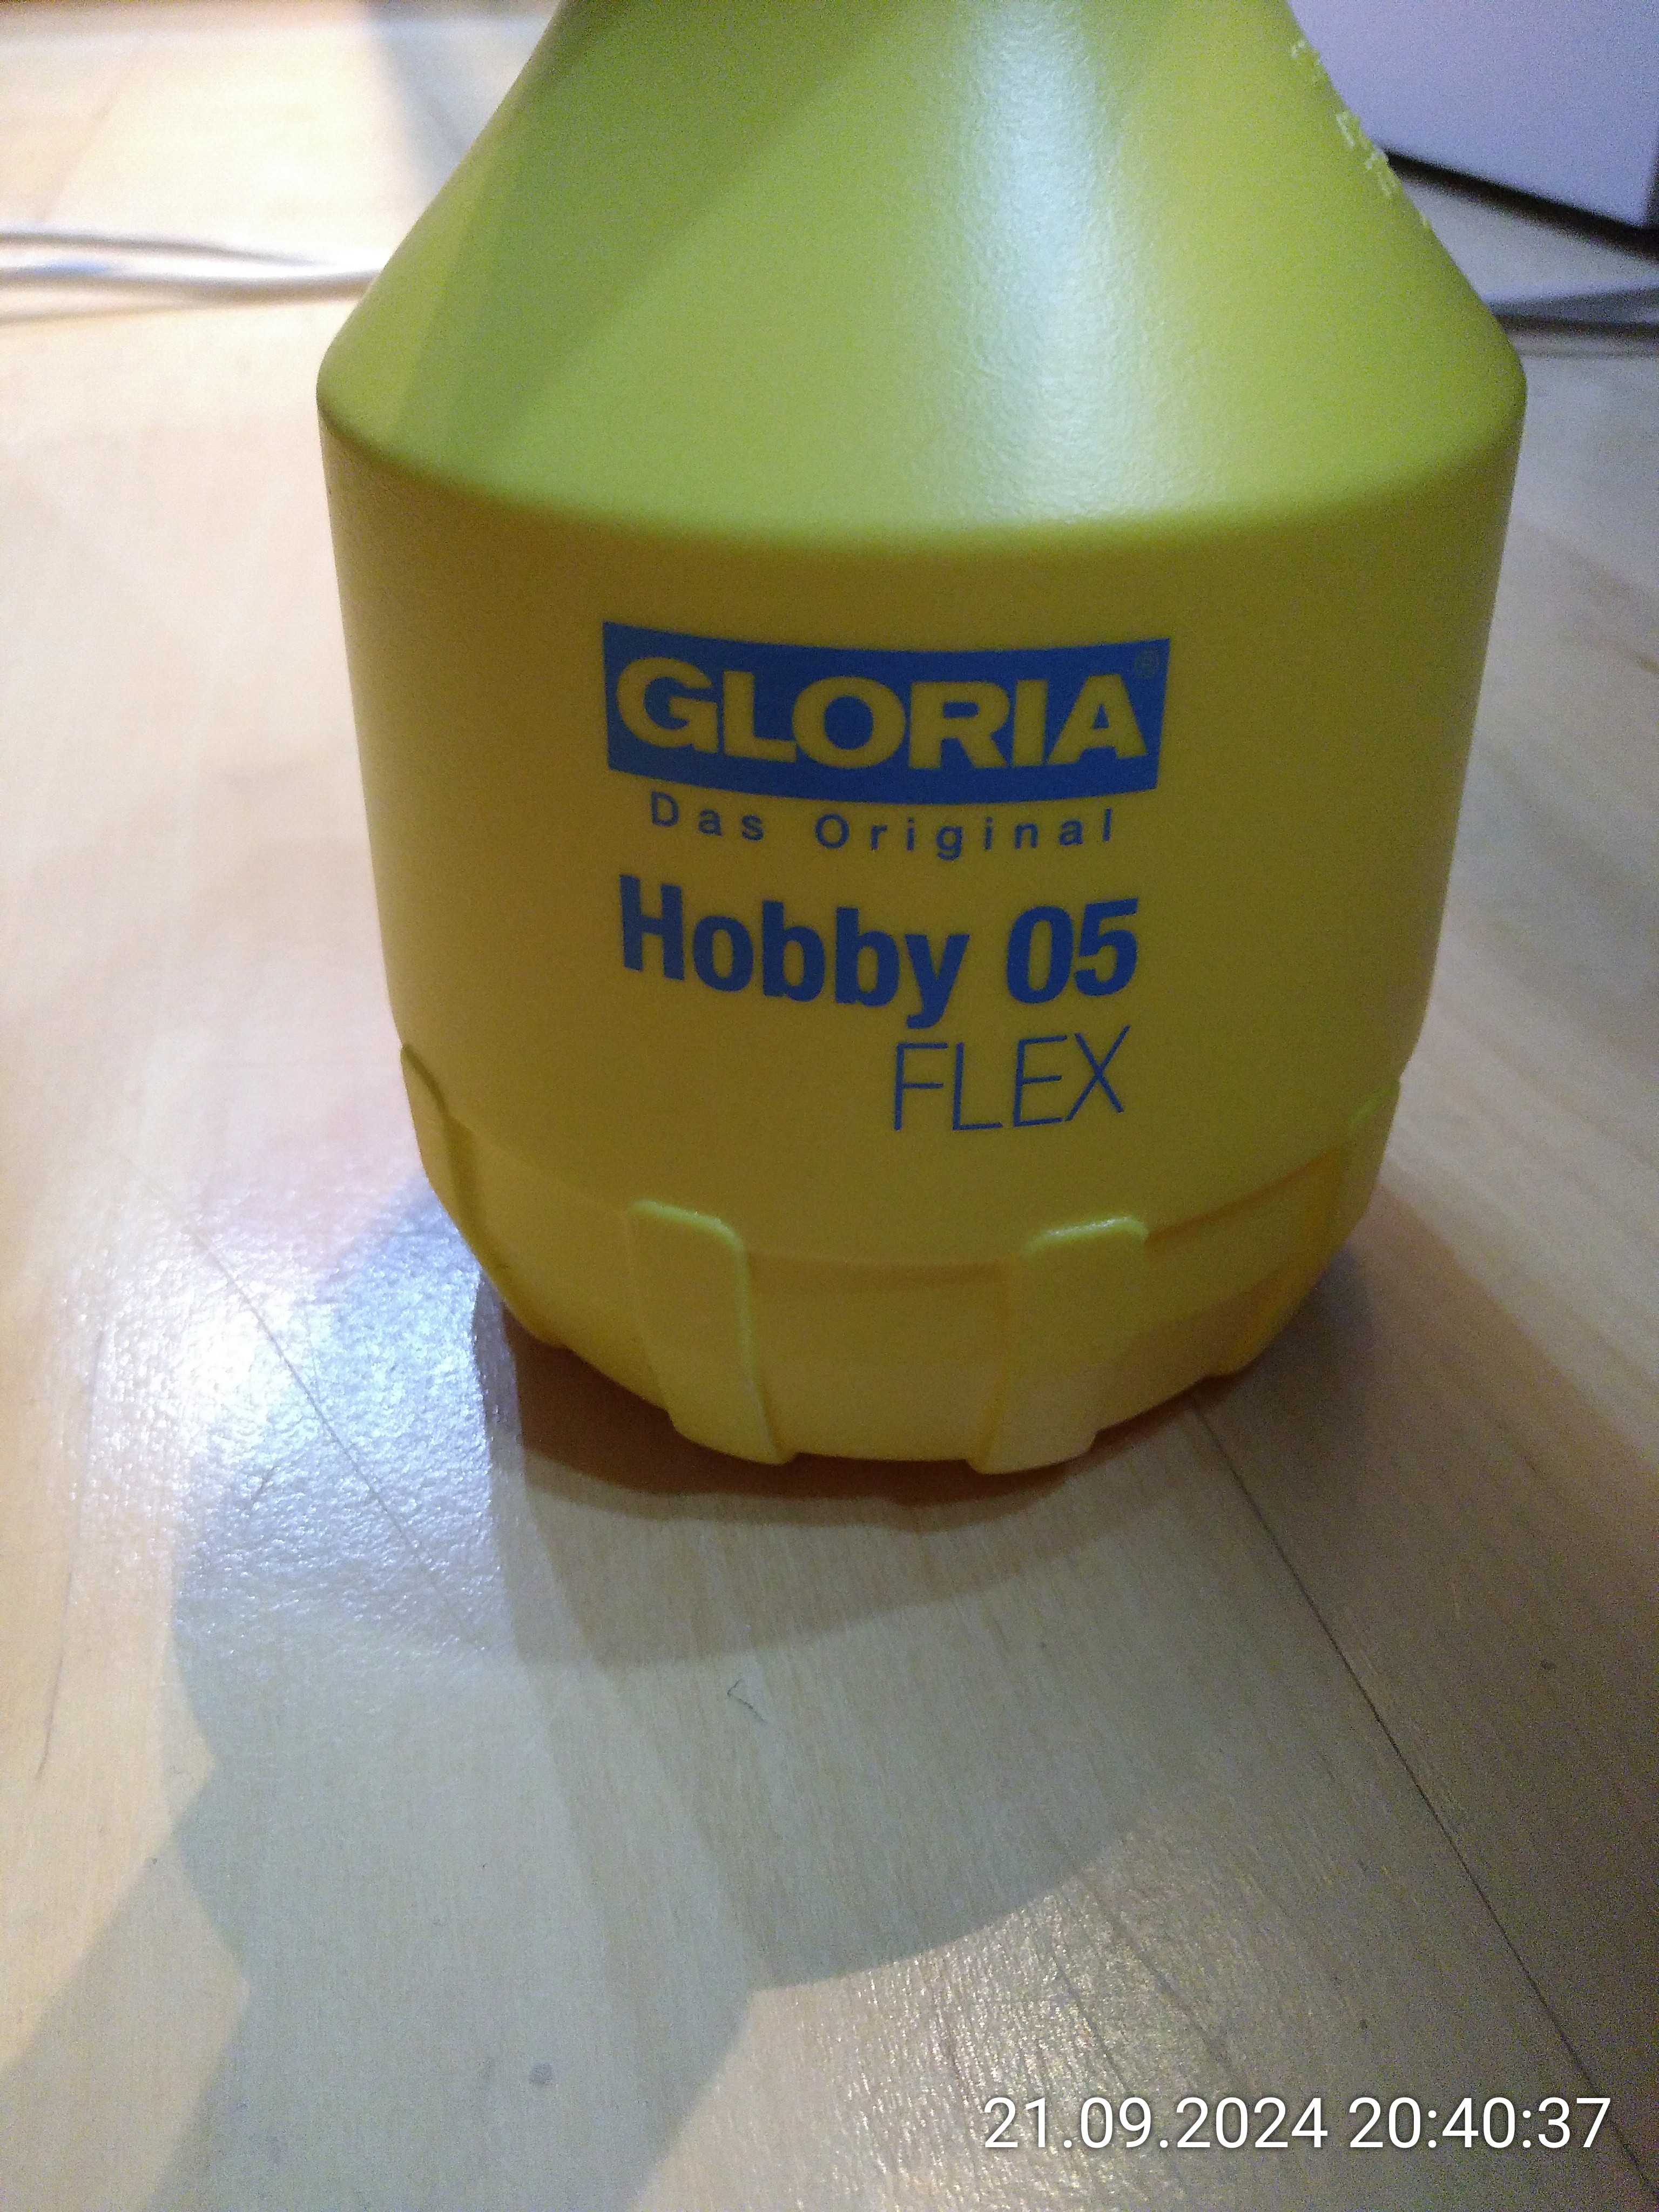 GLORIA®
Das Original
Hobby 05
FLEX
21.09.2024 20:40:37